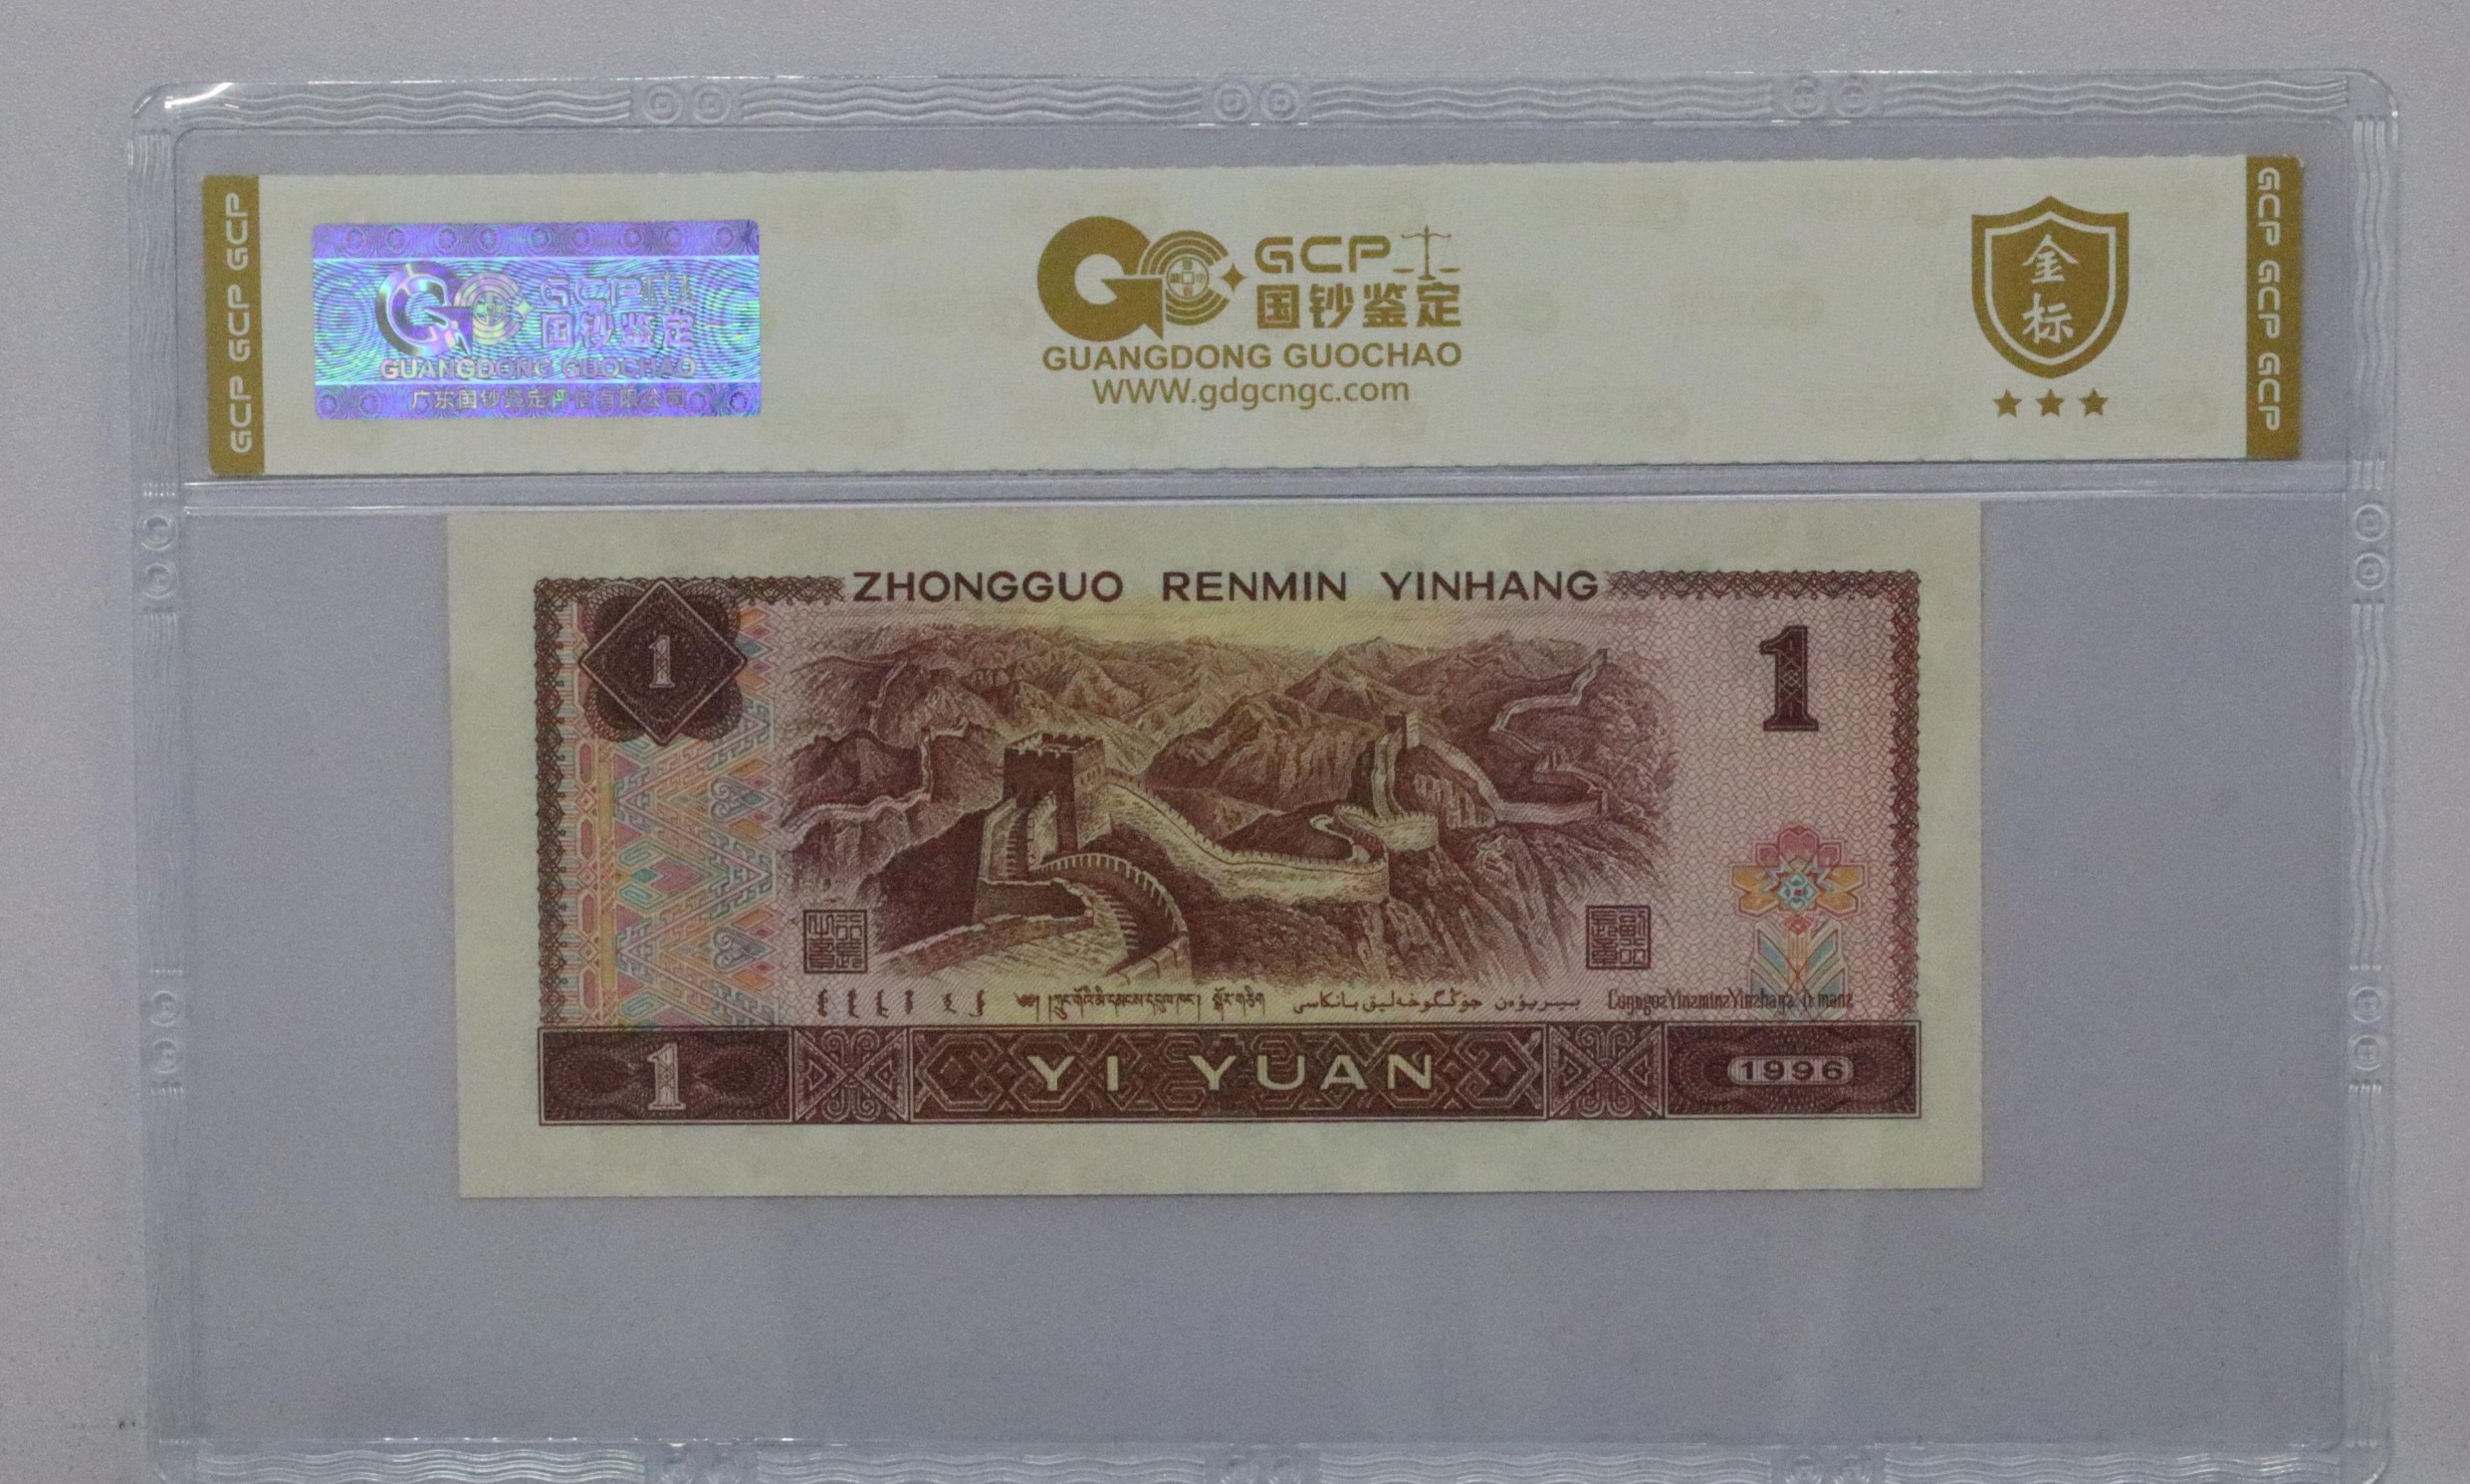 GCP GCP GCP
GCP
国钞鉴定
GUANGDONG GUOCHAO
广东国钞鉴定评估有限公司
GCP
国钞鉴定
GUANGDONG GUOCHAO
WWW.gdgcngc.com
金
标
GCP GCP GCP
ZHONGGUO RENMIN YINHANG
1
1
1
YI YUAN
1996